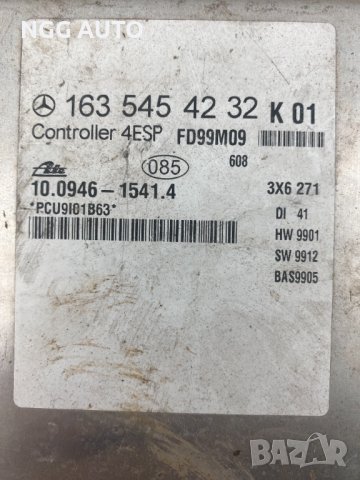 NGG AUTO
163 545 42 32 K 01
Controller 4ESP FD99M09
608
Ate 085
10.0946-1541.4 3X6 271
*PCU9I01B63* DI 41
HW 9901
SW 9912
BAS9905
BAZAR